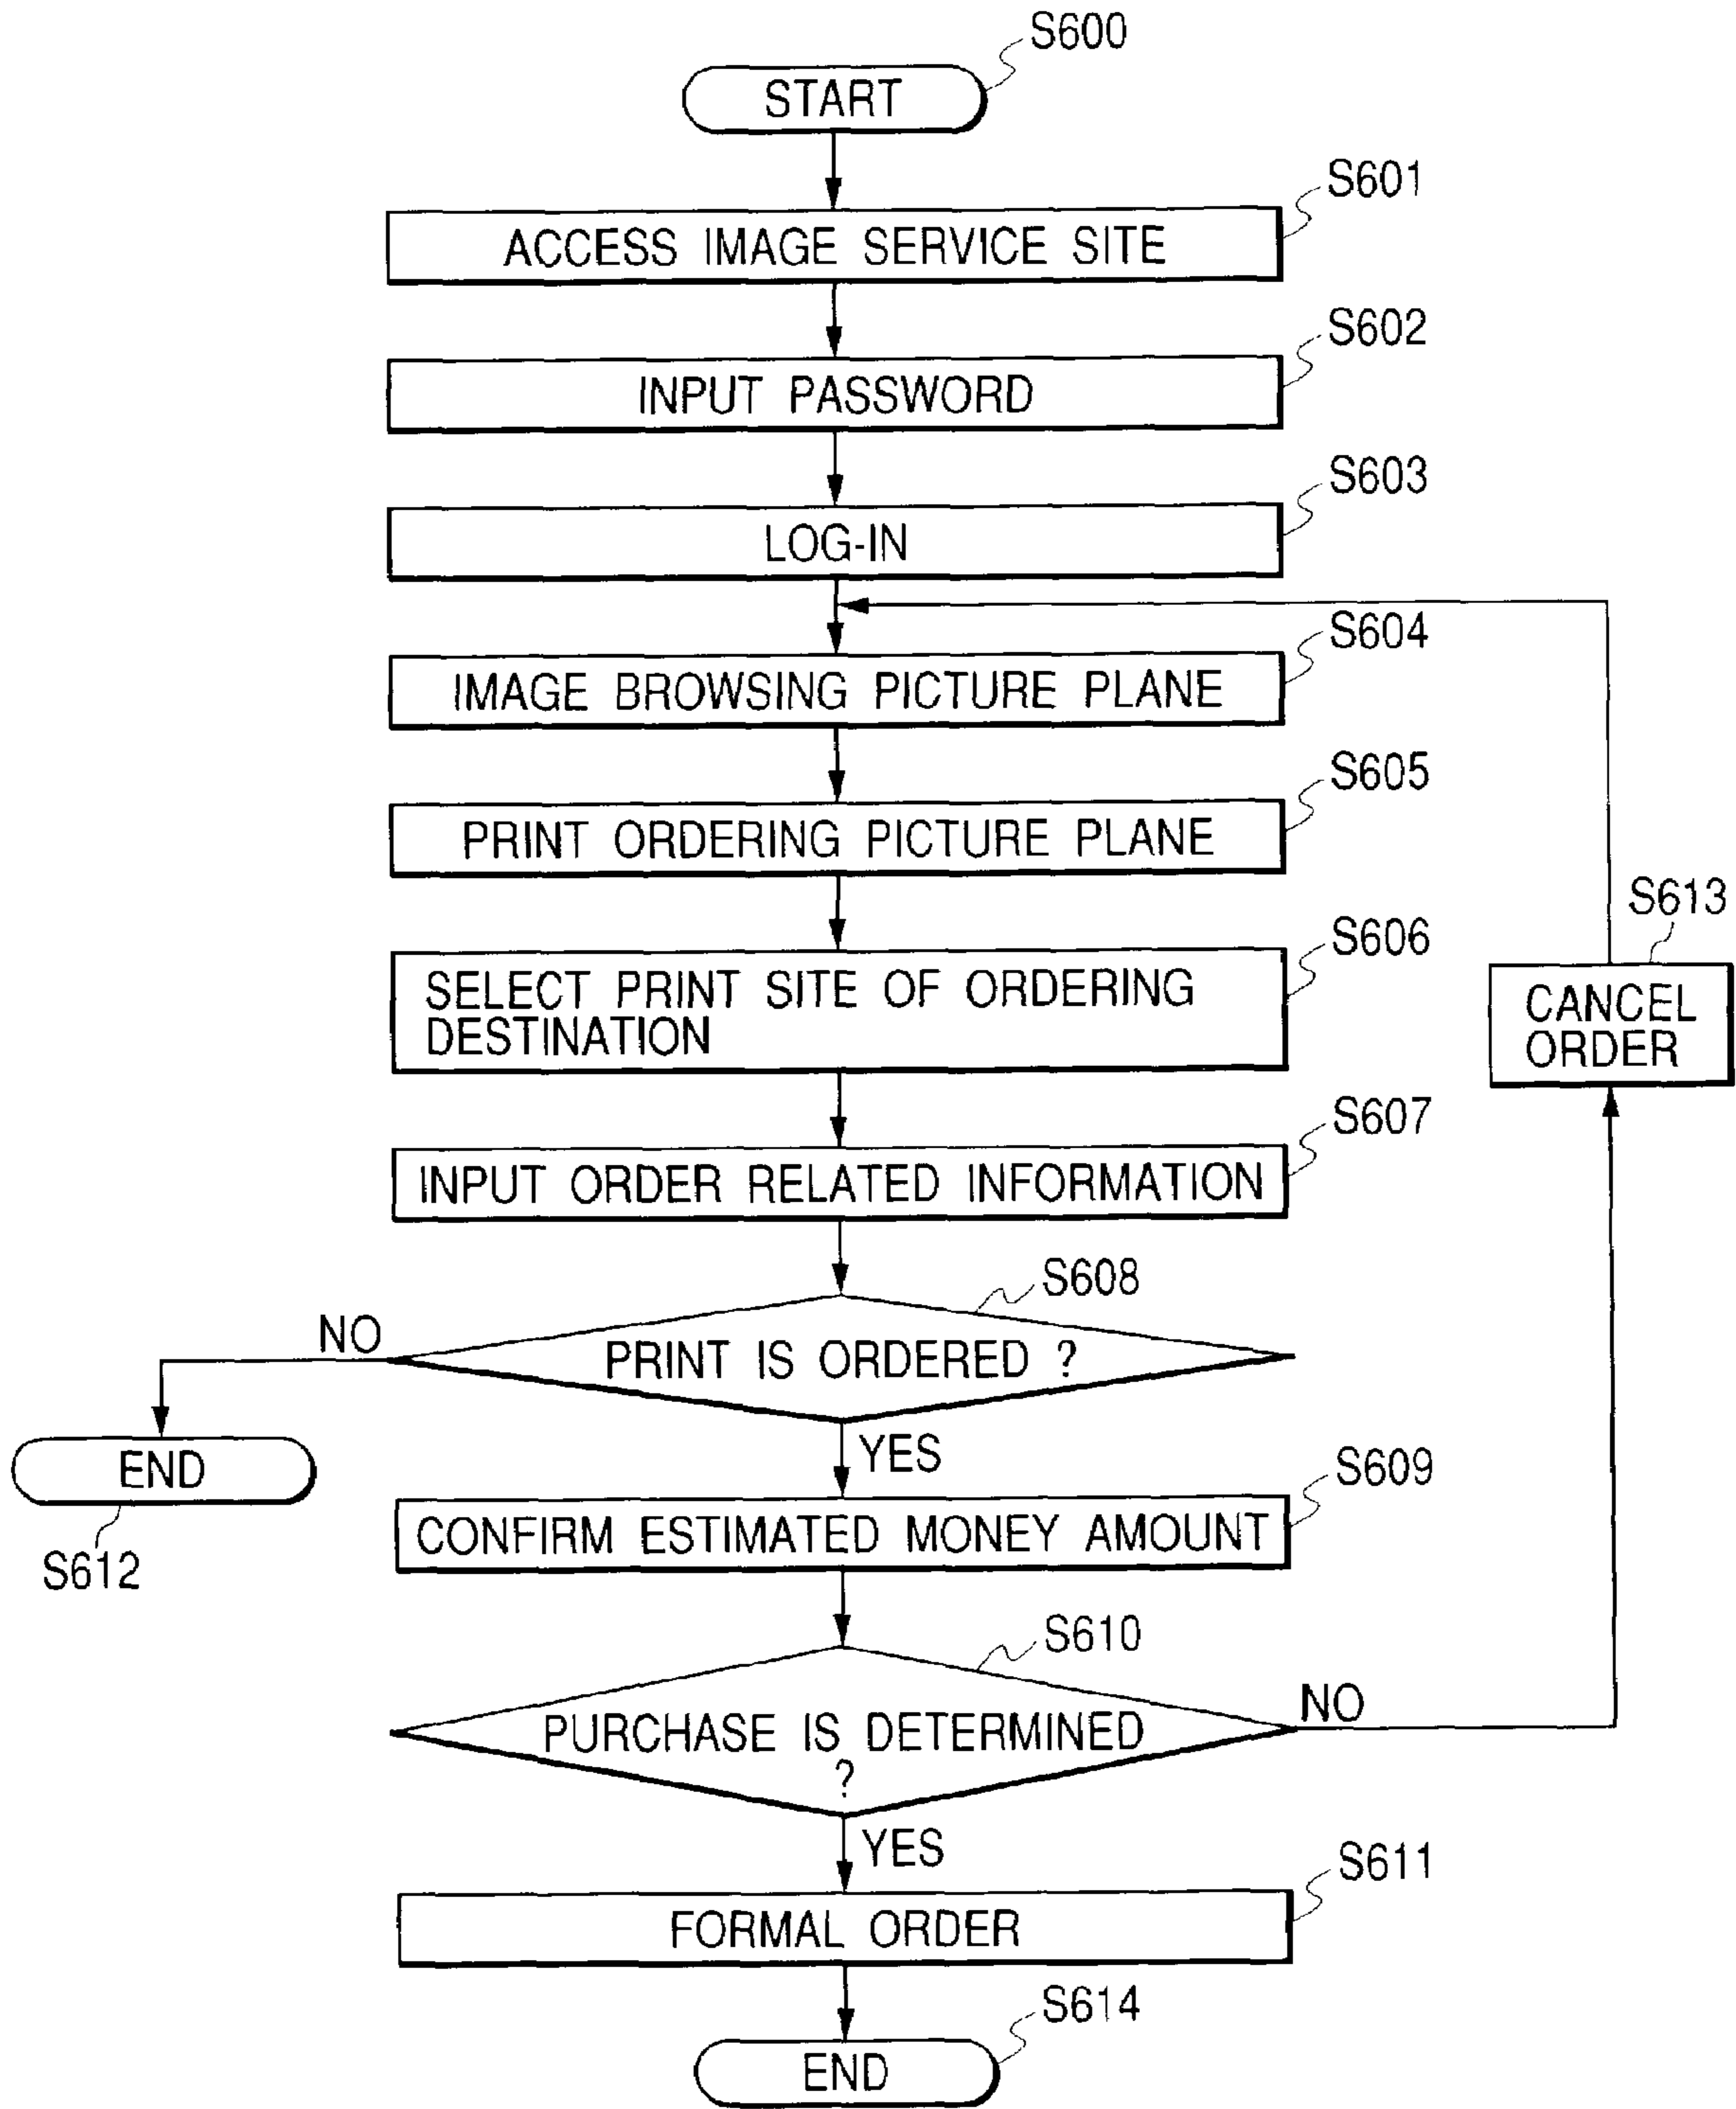 S600
START
S601
ACCESS IMAGE SERVICE SITE
S602
INPUT PASSWORD
S603
LOG-IN
S604
IMAGE BROWSING PICTURE PLANE
S605
PRINT ORDERING PICTURE PLANE
S613
CANCEL
ORDER
S606
SELECT PRINT SITE OF ORDERING
DESTINATION
S607
INPUT ORDER RELATED INFORMATION
S608
NO
PRINT IS ORDERED ?
YES
END
S612
S609
CONFIRM ESTIMATED MONEY AMOUNT
S610
NO
PURCHASE IS DETERMINED
?
YES
S611
FORMAL ORDER
S614
END